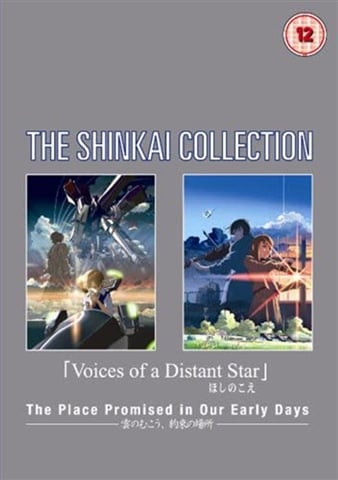 12
THE SHINKAI COLLECTION
「Voices of a Distant Star」
ほしのこえ
The Place Promised in Our Early Days
雲のむこう、約束の場所